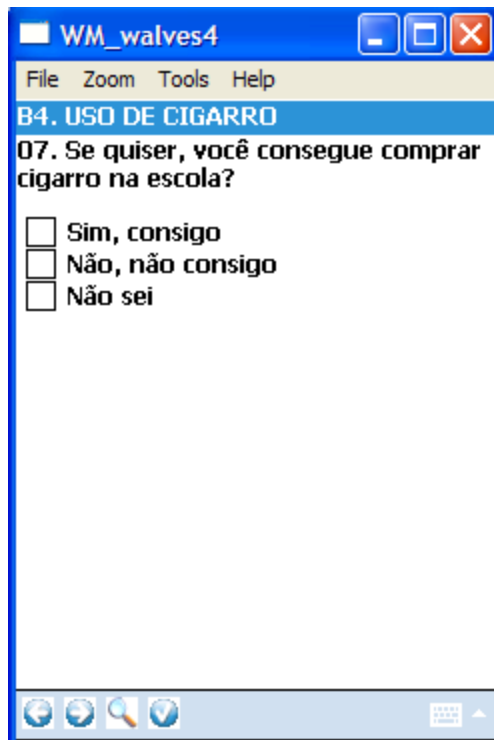 WM_walves4
File Zoom Tools Help
B4. USO DE CIGARRO
07. Se quiser, você consegue comprar
cigarro na escola?
Sim, consigo
Não, não consigo
Não sei